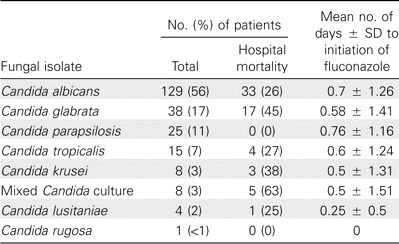 No. (%) of patients
Mean no. of
days ± SD to
initiation of
fluconazole
Hospital
mortality
Fungal isolate Total
Candida albicans 129 (56) 33 (26) 0.7 ± 1.26
Candida glabrata 38 (17) 17 (45) 0.58 ± 1.41
Candida parapsilosis 25 (11) 0 (0) 0.76 ± 1.16
Candida tropicalis 15 (7) 4 (27) 0.6 ± 1.24
Candida krusei 8 (3) 3 (38) 0.5 ± 1.31
Mixed Candida culture 8 (3) 5 (63) 0.5 ± 1.51
Candida lusitaniae 4 (2) 1 (25) 0.25 ± 0.5
Candida rugosa 1 (<1) 0 (0) 0